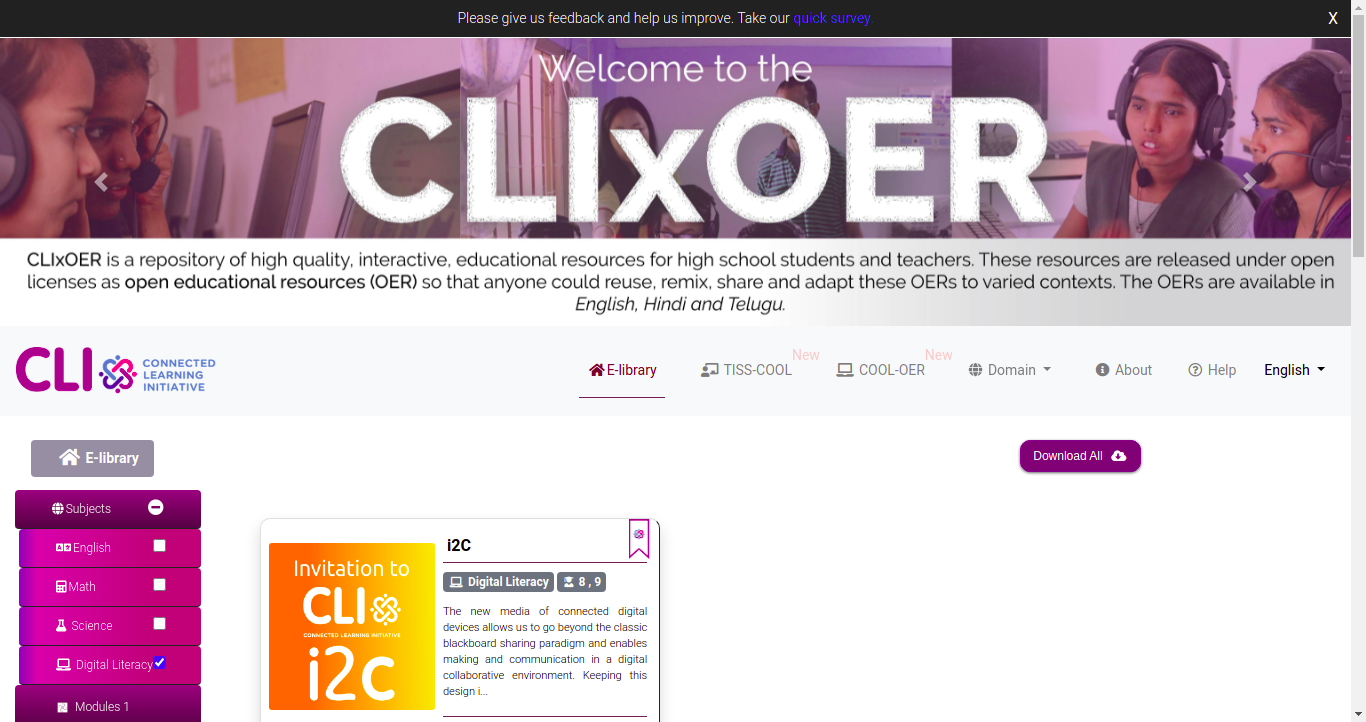 Please give us feedback and help us improve. Take our quick survey.
X
Welcome to the
CLIxOER
CLIxOER is a repository of high quality, interactive, educational resources for high school students and teachers. These resources are released under open
licenses as open educational resources (OER) so that anyone could reuse, remix, share and adapt these OERs to varied contexts. The OERs are available in
English, Hindi and Telugu.
CLI
CONNECTED
LEARNING
INITIATIVE
E-library
TISS-COOL
New
COOL-OER
New
Domain
About
Help
English
E-library
Download All
Subjects
English
Math
Science
Digital Literacy
Modules 1
Invitation to
CLI
CONNECTED LEARNING INITIATIVE
i2c
i2C
Digital Literacy
8 , 9
The new media of connected digital
devices allows us to go beyond the classic
blackboard sharing paradigm and enables
making and communication in a digital
collaborative environment. Keeping this
design i...